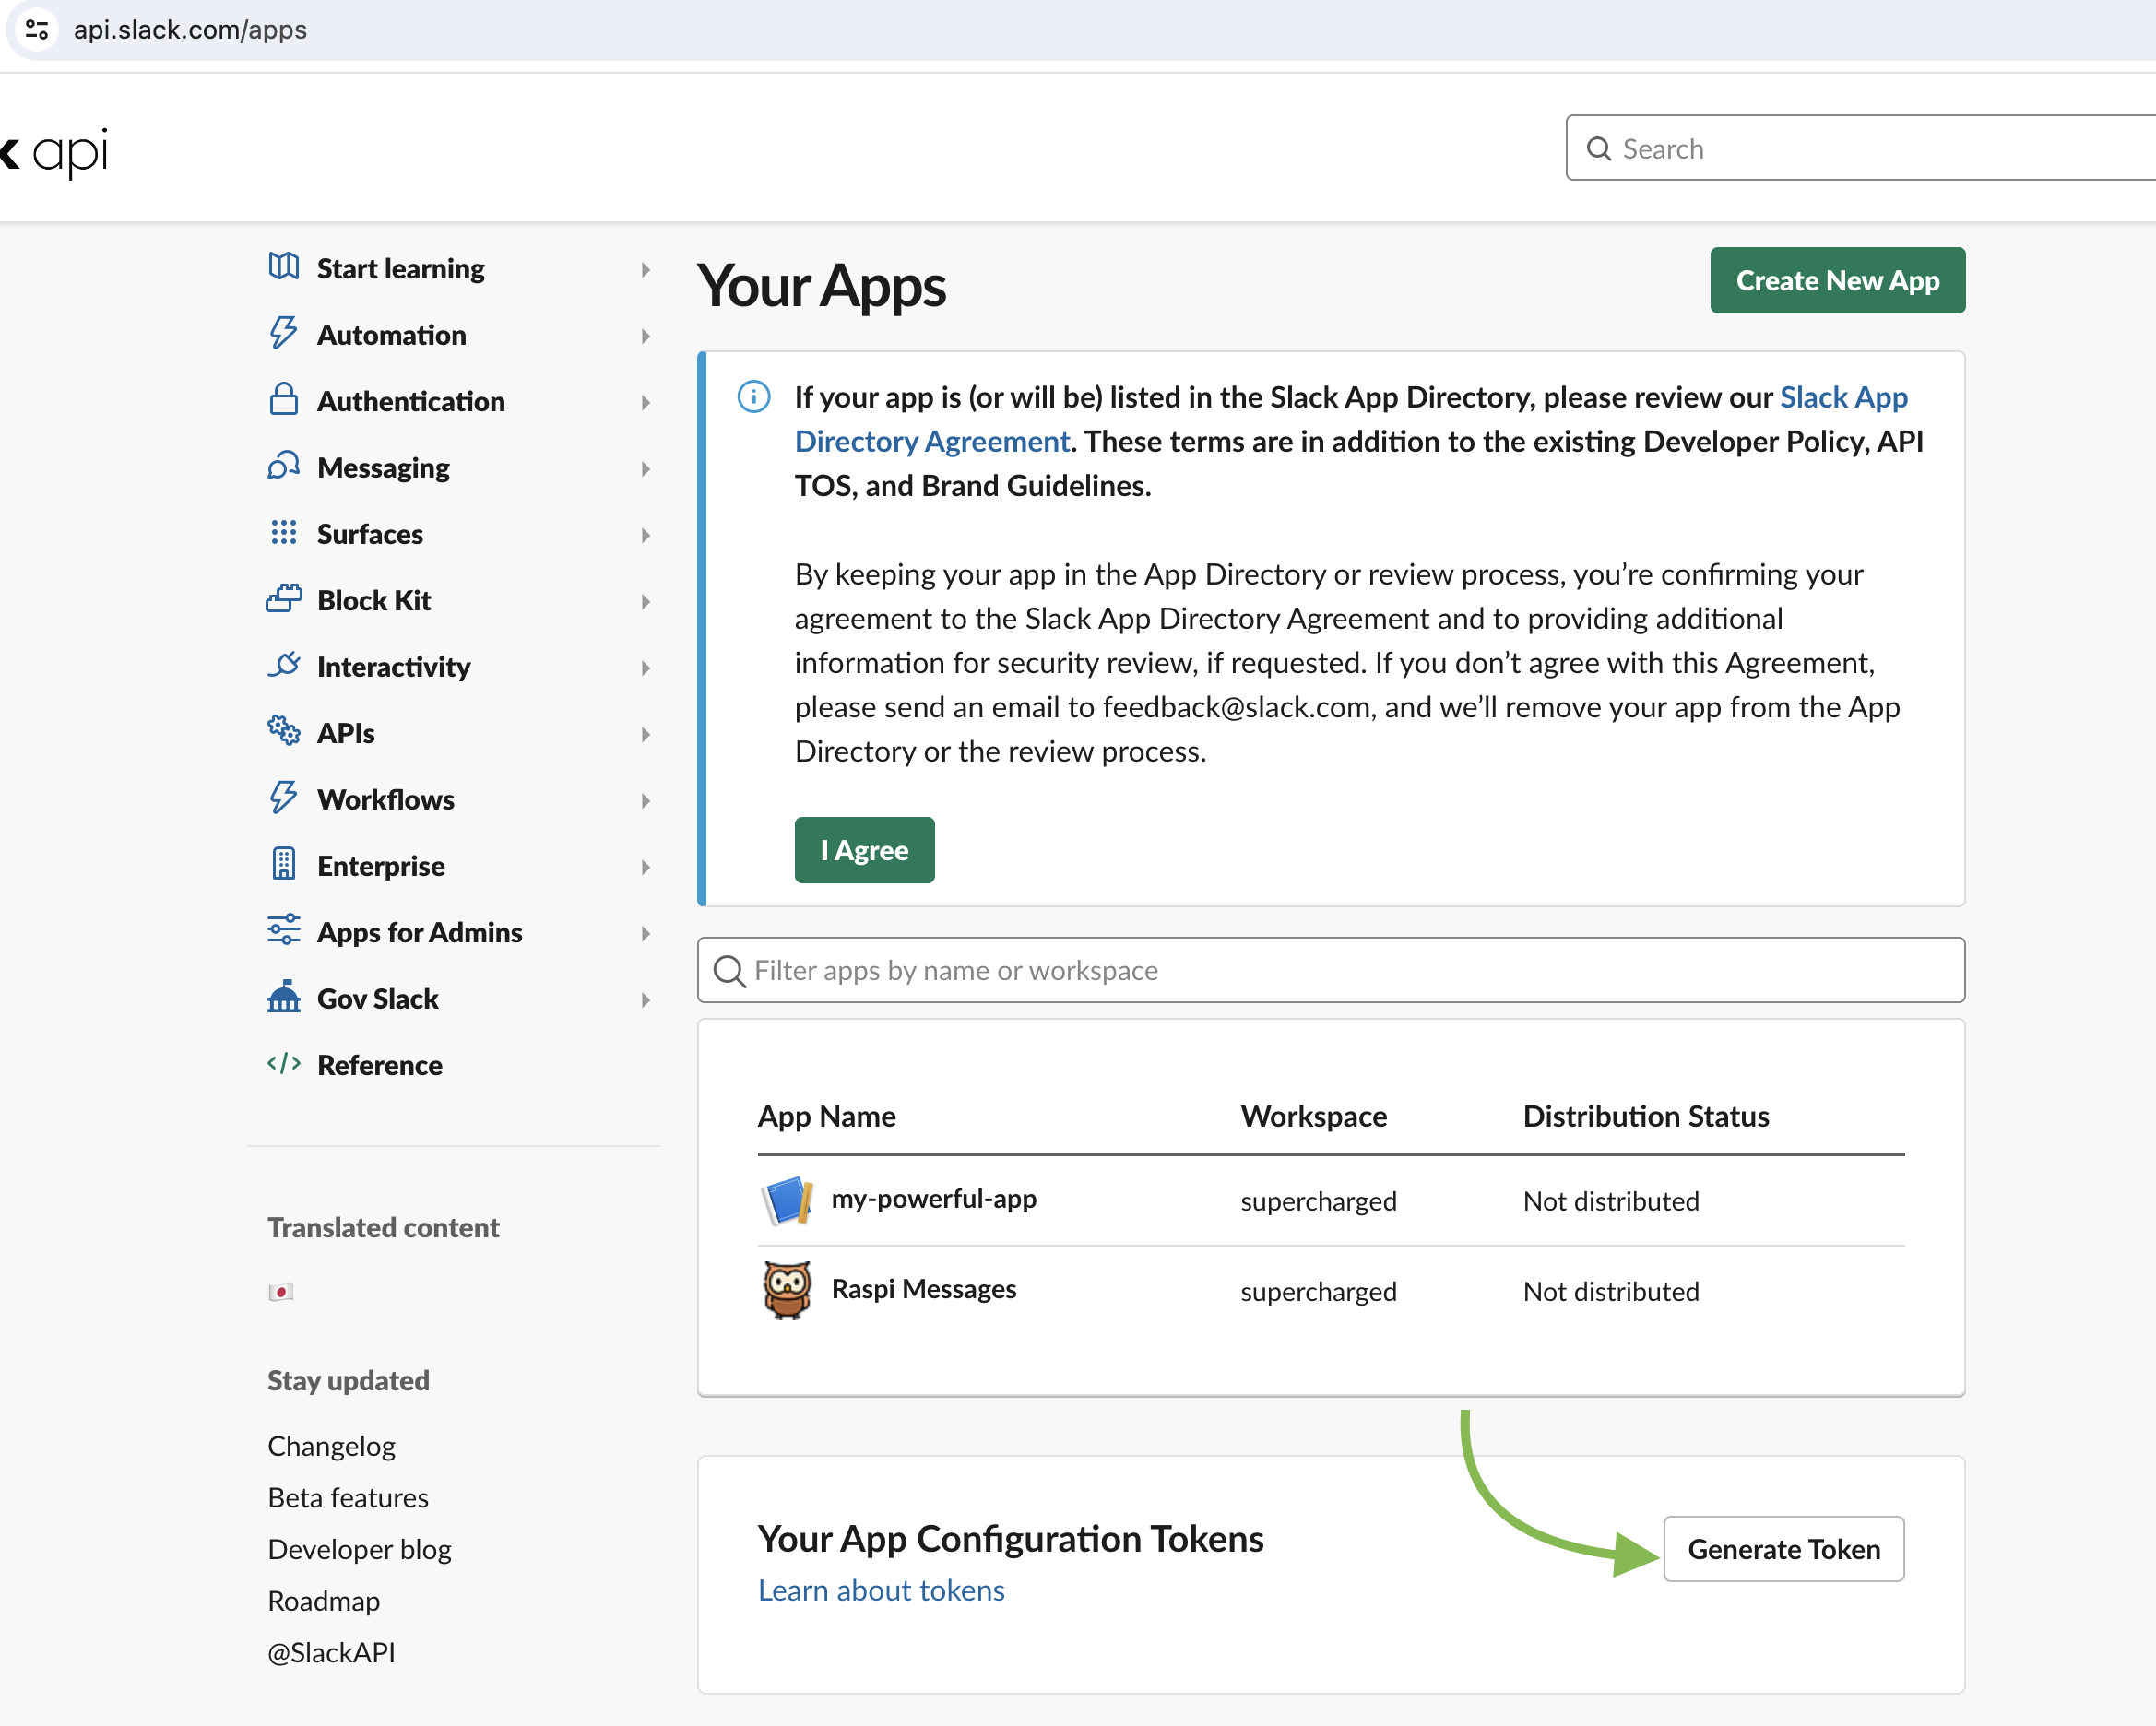 api.slack.com/apps
k api
Search
Start learning
Automation
Authentication
Messaging
Surfaces
Block Kit
Interactivity
APIs
Workflows
Enterprise
Apps for Admins
Gov Slack
Reference
Translated content
Stay updated
Changelog
Beta features
Developer blog
Roadmap
@SlackAPI
Your Apps
Create New App
If your app is (or will be) listed in the Slack App Directory, please review our Slack App
Directory Agreement. These terms are in addition to the existing Developer Policy, API
TOS, and Brand Guidelines.
By keeping your app in the App Directory or review process, you’re confirming your
agreement to the Slack App Directory Agreement and to providing additional
information for security review, if requested. If you don’t agree with this Agreement,
please send an email to feedback@slack.com, and we’ll remove your app from the App
Directory or the review process.
I Agree
Filter apps by name or workspace
App Name Workspace Distribution Status
my-powerful-app supercharged Not distributed
Raspi Messages supercharged Not distributed
Your App Configuration Tokens
Learn about tokens
Generate Token